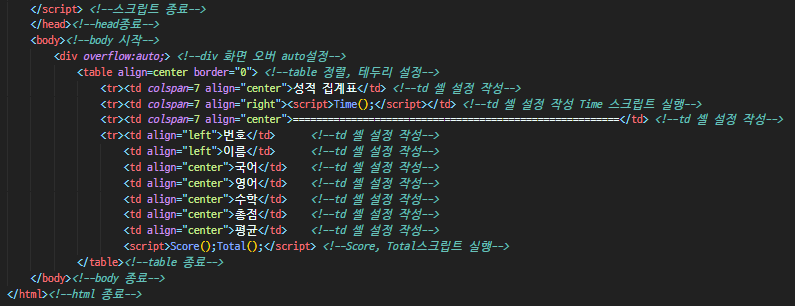 </script> <!--스크립트 종료-->
</head><!--head종료-->
<body><!--body 시작-->
<div overflow:auto;> <!--div 화면 오버 auto설정-->
<table align=center border="0"> <!--table 정렬, 테두리 설정-->
<tr><td colspan=7 align="center">성적 집계표</td> <!--td 셀 설정 작성-->
<tr><td colspan=7 align="right"><script>Time();</script></td> <!--td 셀 설정 작성 Time 스크립트 실행-->
<tr><td colspan=7 align="center">======================================================</td> <!--td 셀 설정 작성-->
<tr><td align="left">번호</td> <!--td 셀 설정 작성-->
<td align="left">이름</td> <!--td 셀 설정 작성-->
<td align="center">국어</td> <!--td 셀 설정 작성-->
<td align="center">영어</td> <!--td 셀 설정 작성-->
<td align="center">수학</td> <!--td 셀 설정 작성-->
<td align="center">총점</td> <!--td 셀 설정 작성-->
<td align="center">평균</td> <!--td 셀 설정 작성-->
<script>Score();Total();</script> <!--Score, Total스크립트 실행-->
</table><!--table 종료-->
</body><!--body 종료-->
</html><!--html 종료-->